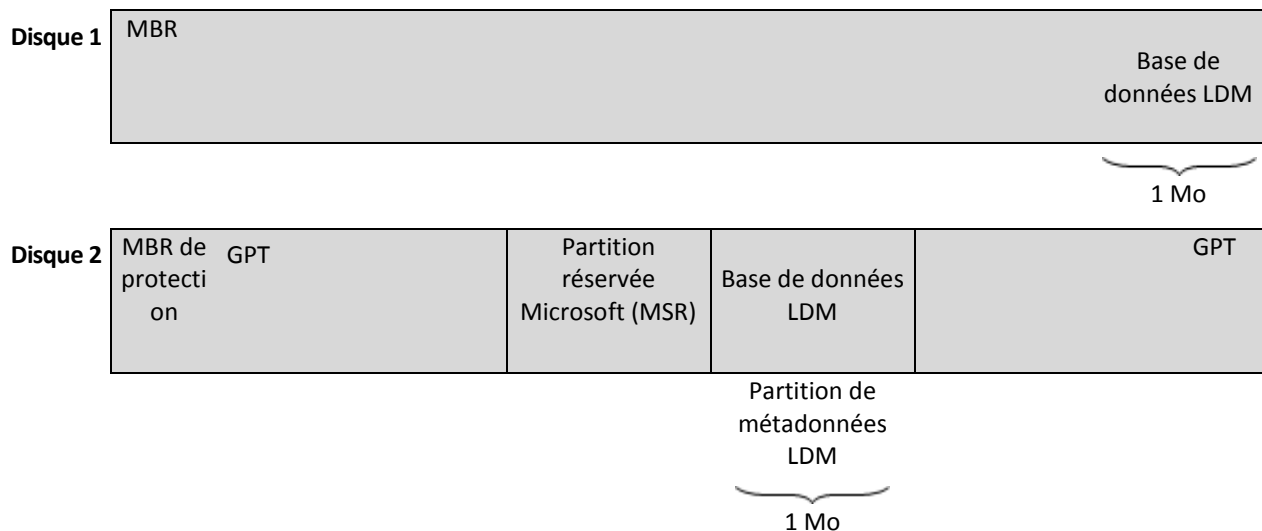 Disque 1
MBR
Base de
données LDM
1 Mo
Disque 2
MBR de
protecti
on
GPT
Partition
réservée
Microsoft (MSR)
Base de données
LDM
GPT
Partition de
métadonnées
LDM
1 Mo